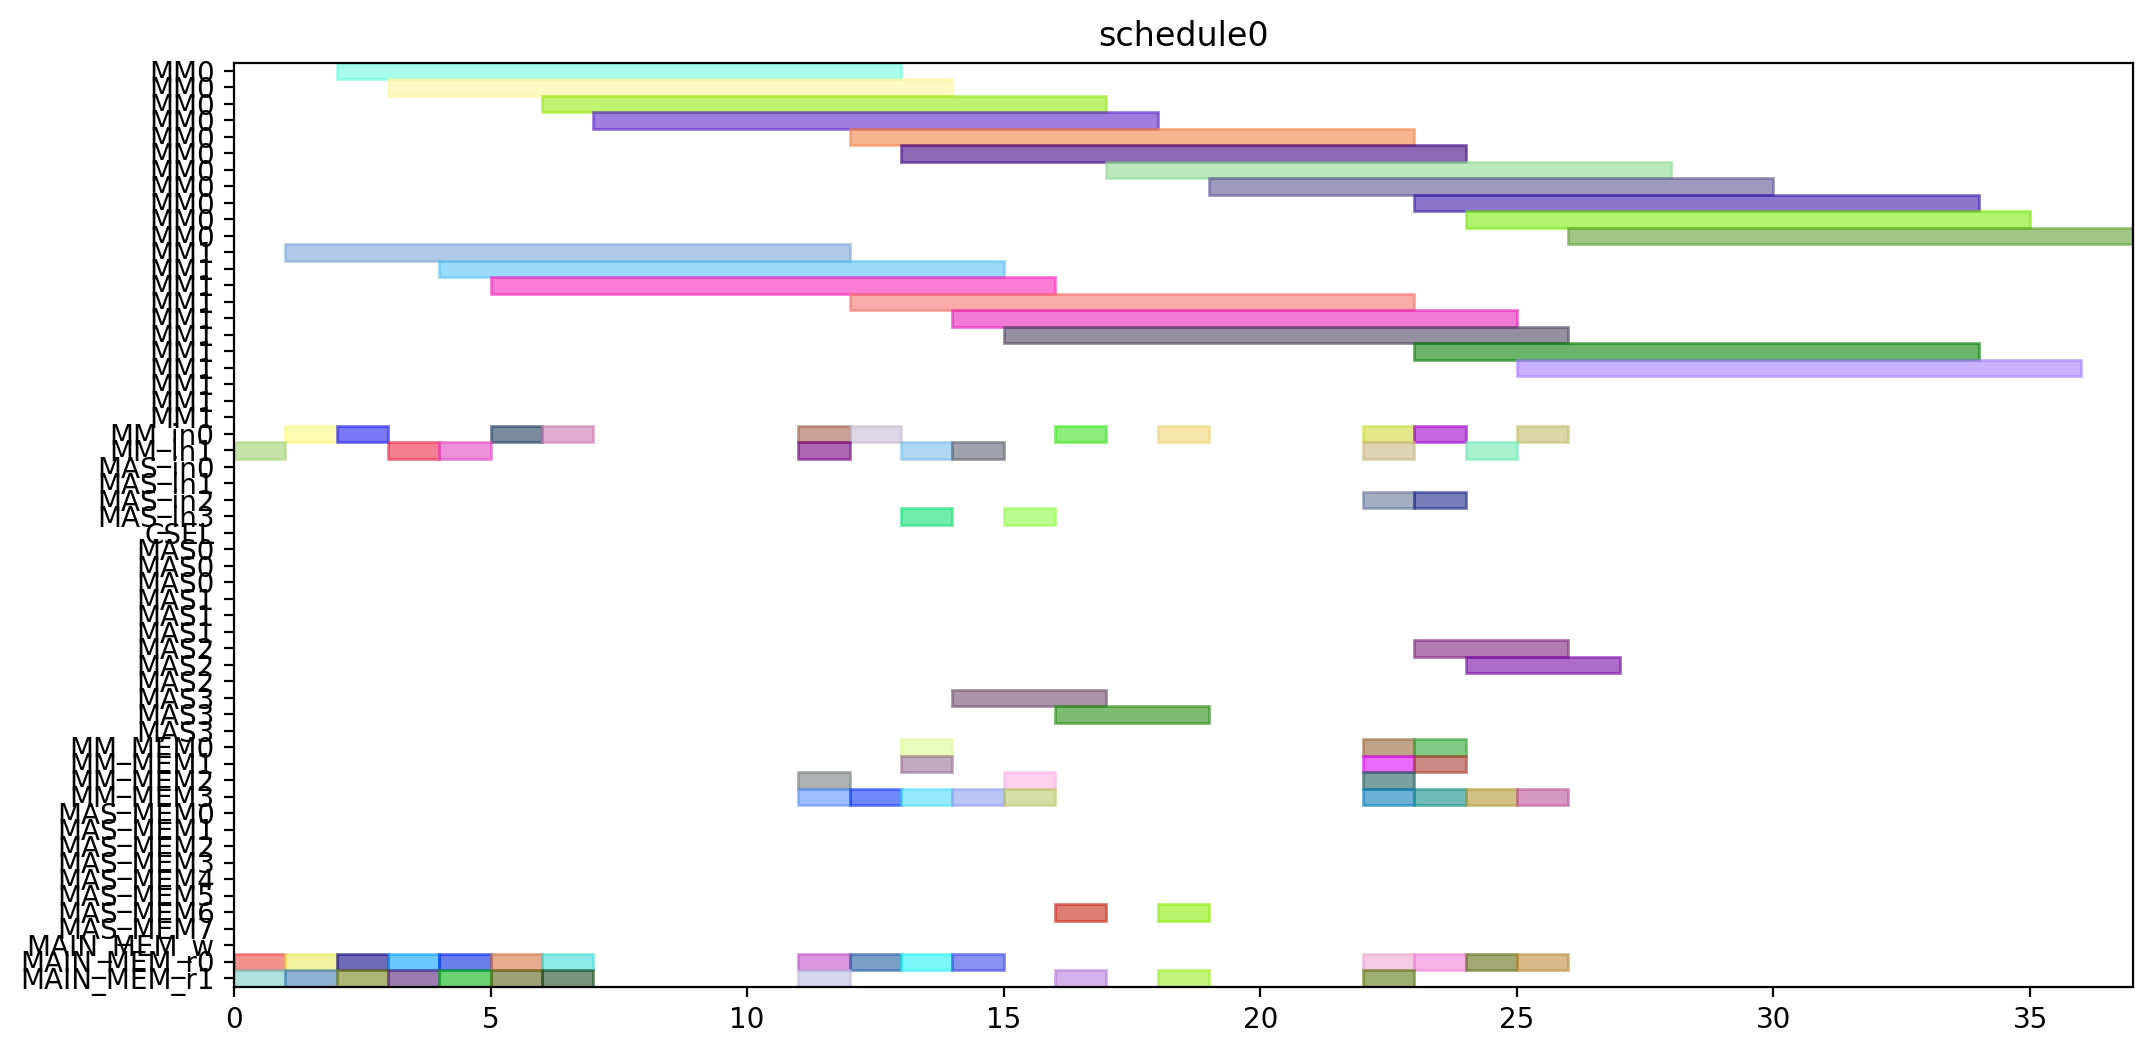 schedule0
MM0
MM0
MM0
MM0
MM0
MM0
MM0
MM0
MM0
MM0
MM0
MM1
MM1
MM1
MM1
MM1
MM1
MM1
MM1
MM1
MM1
MM1
MM_in0
MM_in1
MAS_in0
MAS_in1
MAS_in2
MAS_in3
CSEL
MAS0
MAS0
MAS0
MAS1
MAS1
MAS1
MAS2
MAS2
MAS2
MAS3
MAS3
MAS3
MM_MEM0
MM_MEM1
MM_MEM2
MM_MEM3
MAS_MEM0
MAS_MEM1
MAS_MEM2
MAS_MEM3
MAS_MEM4
MAS_MEM5
MAS_MEM6
MAS_MEM7
MAIN_MEM_w
MAIN_MEM_r0
MAIN_MEM_r1
0 5 10 15 20 25 30 35